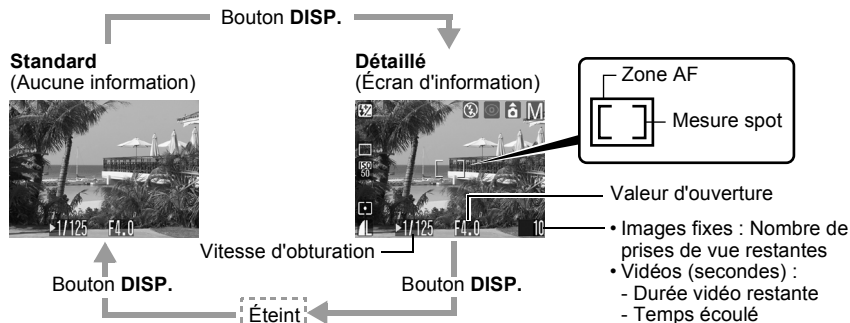 Bouton DISP.
Standard
(Aucune information)
Détaillé
(Écran d'information)
Zone AF
Mesure spot
M
ISO
50
L
▸1/125 F4.0
▸1/125 F4.0 10
Valeur d'ouverture
Vitesse d'obturation
• Images fixes : Nombre de
prises de vue restantes
• Vidéos (secondes) :
- Durée vidéo restante
- Temps écoulé
Bouton DISP.
Bouton DISP.
Éteint